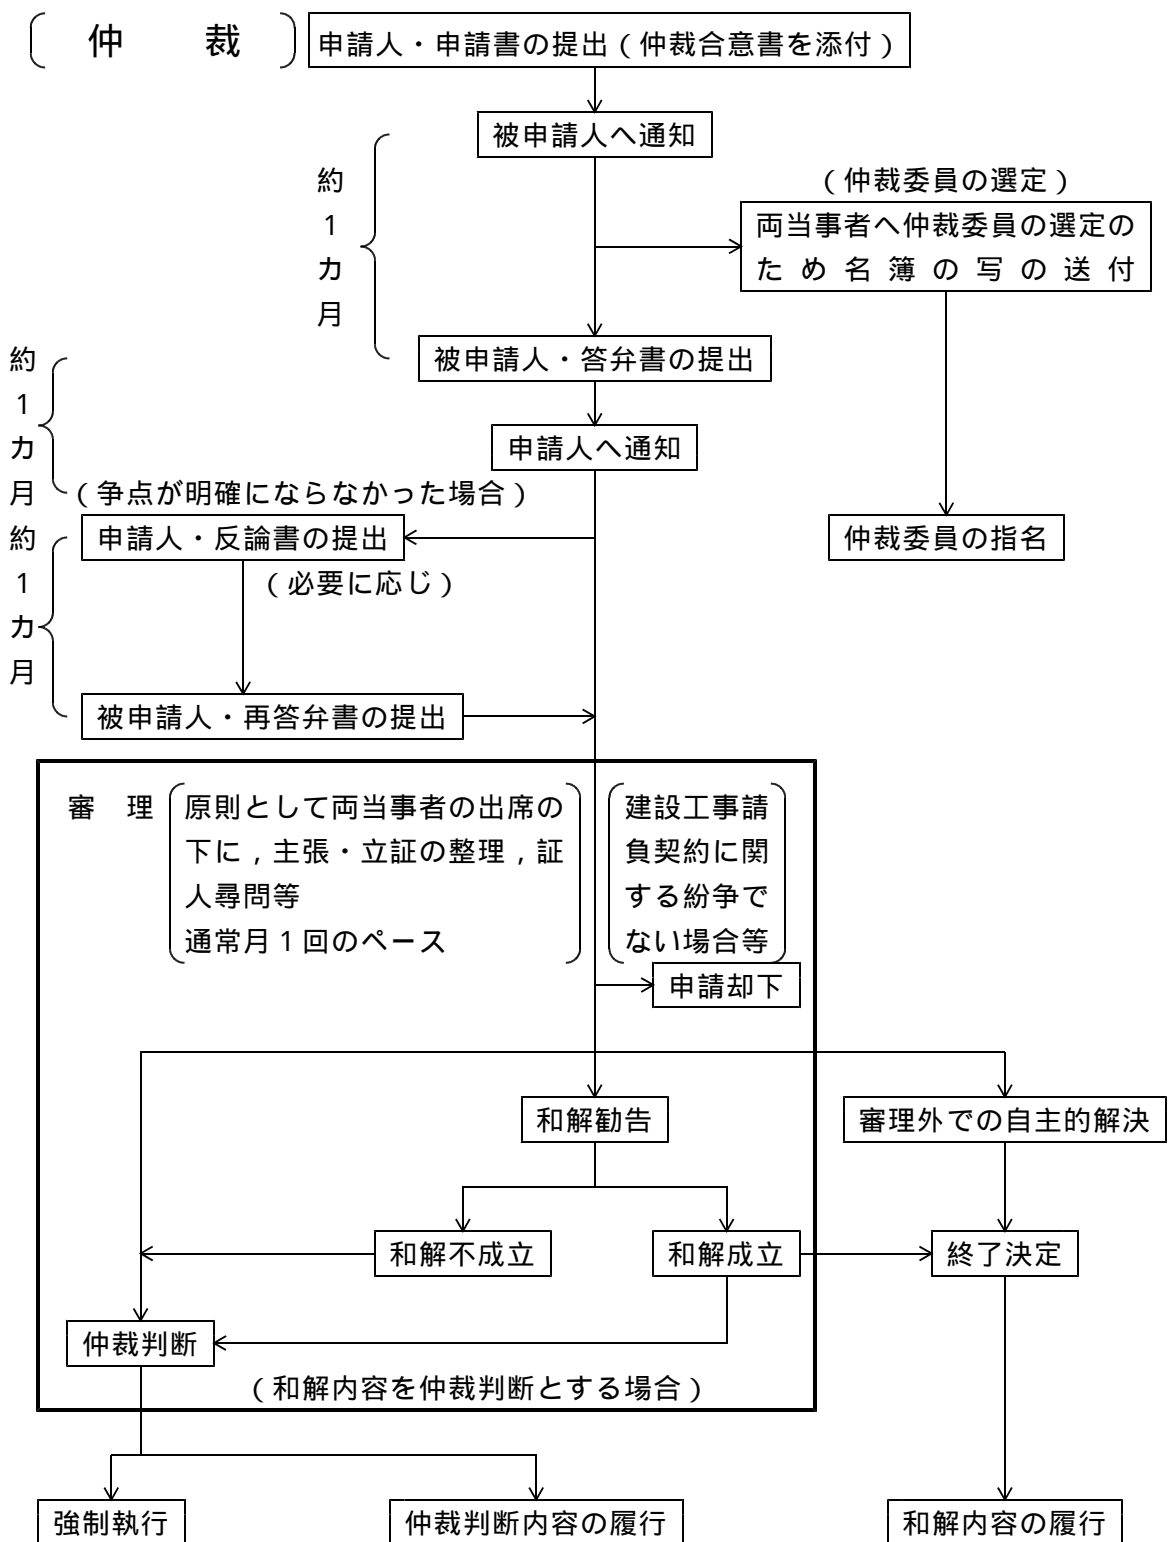 仲　裁
申請人・申請書の提出（仲裁合意書を添付）
被申請人へ通知
約１カ月
（仲裁委員の選定）
両当事者へ仲裁委員の選定の
ため名簿の写の送付
被申請人・答弁書の提出
約１カ月
申請人へ通知
（争点が明確にならなかった場合）
申請人・反論書の提出
仲裁委員の指名
約１カ月
（必要に応じ）
被申請人・再答弁書の提出
審　理
原則として両当事者の出席の
下に，主張・立証の整理，証
人尋問等
通常月１回のペース
建設工事請
負契約に関
する紛争で
ない場合等
申請却下
和解勧告
審理外での自主的解決
和解不成立
和解成立
終了決定
仲裁判断
（和解内容を仲裁判断とする場合）
強制執行
仲裁判断内容の履行
和解内容の履行